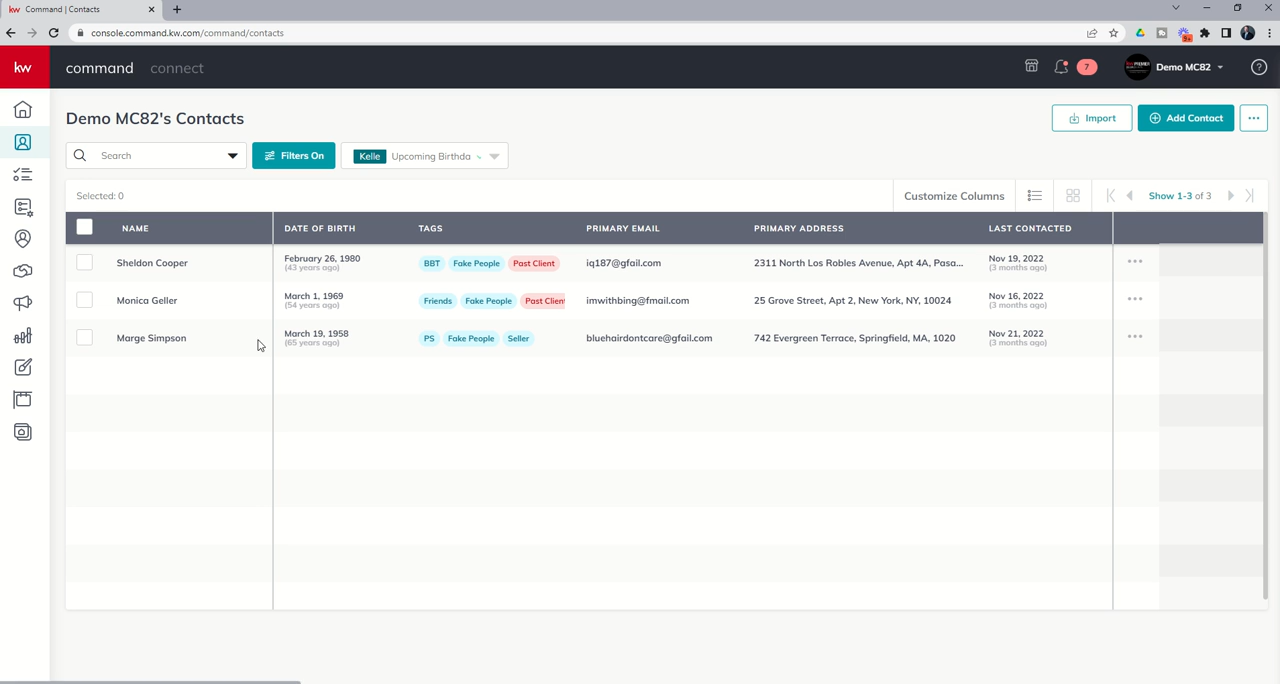 kw Command | Contacts
console.command.kw.com/command/contacts
9+
kw command connect 7 Demo MC82
Demo MC82's Contacts
Import Add Contact
Search Filters On Kelle Upcoming Birthda
Selected: 0 Customize Columns Show 1-3 of 3
NAME DATE OF BIRTH TAGS PRIMARY EMAIL PRIMARY ADDRESS LAST CONTACTED
Sheldon Cooper February 26, 1980 BBT Fake People Past Client iq187@gfail.com 2311 North Los Robles Avenue, Apt 4A, Pasa... Nov 19, 2022
(43 years ago) (3 months ago)
Monica Geller March 1, 1969 Friends Fake People Past Clien imwithbing@fmail.com 25 Grove Street, Apt 2, New York, NY, 10024 Nov 16, 2022
(54 years ago) (3 months ago)
Marge Simpson March 19, 1958 PS Fake People Seller bluehairdontcare@gfail.com 742 Evergreen Terrace, Springfield, MA, 1020 Nov 21, 2022
(65 years ago) (3 months ago)